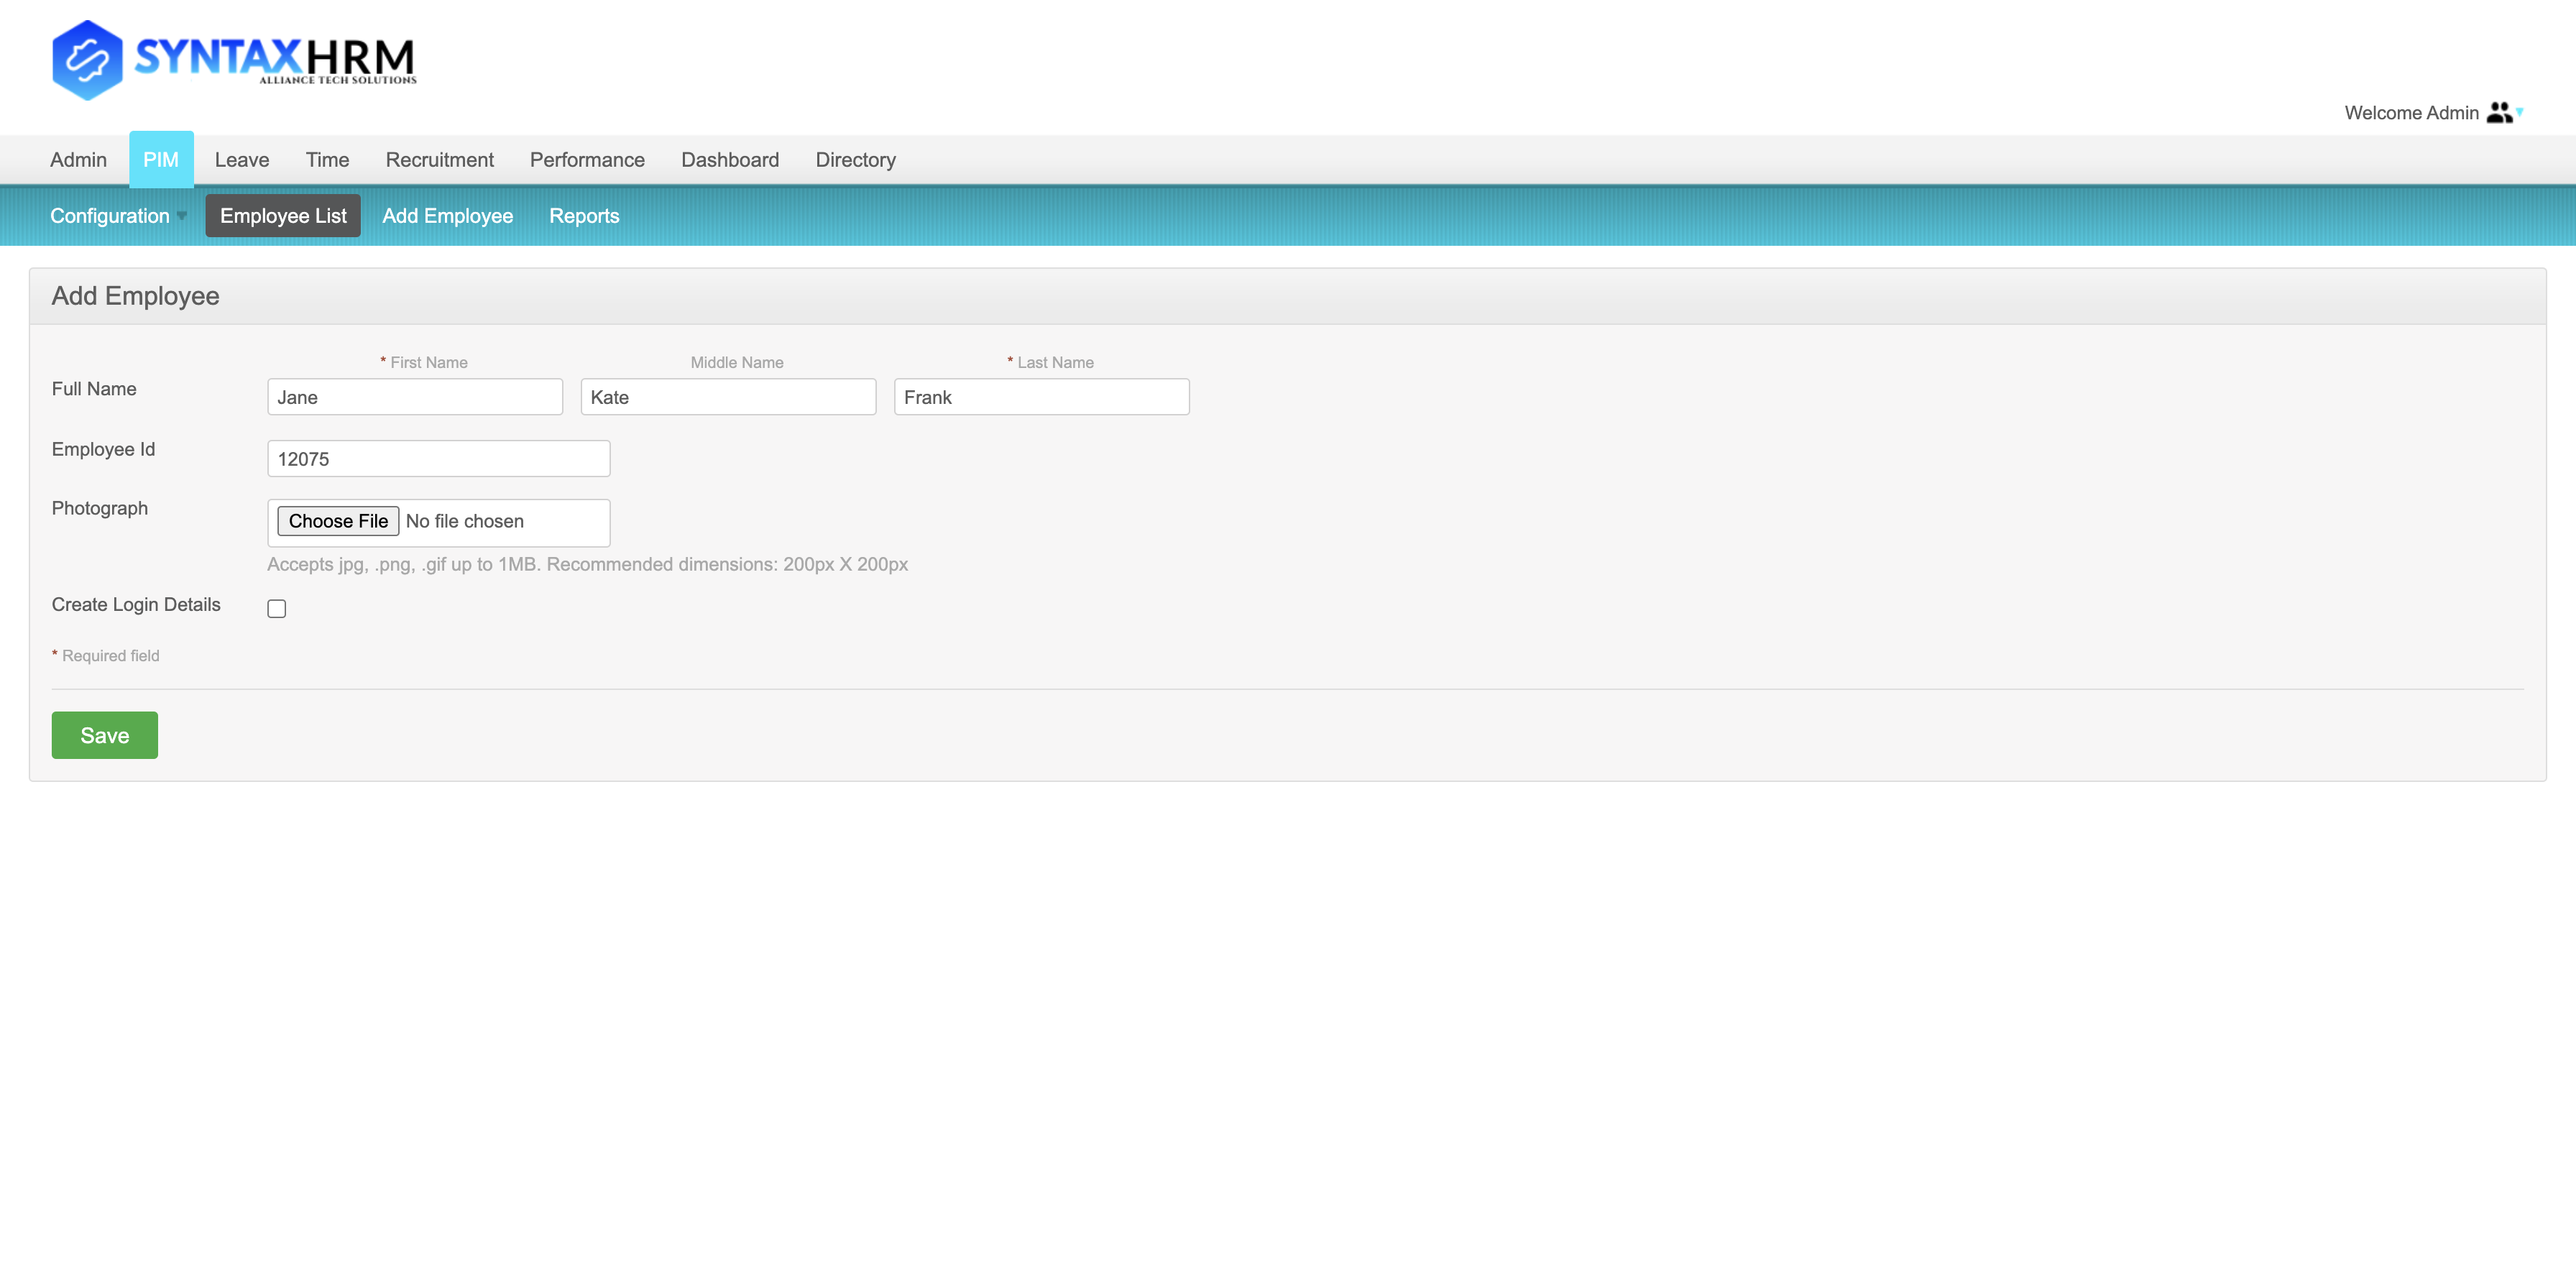 SYNTAXHRM
ALLIANCE TECH SOLUTIONS
Welcome Admin
Admin PIM Leave Time Recruitment Performance Dashboard Directory
Configuration Employee List Add Employee Reports
Add Employee
* First Name Middle Name * Last Name
Full Name Jane Kate Frank
Employee Id 12075
Photograph Choose File No file chosen
Accepts jpg, .png, .gif up to 1MB. Recommended dimensions: 200px X 200px
Create Login Details
* Required field
Save